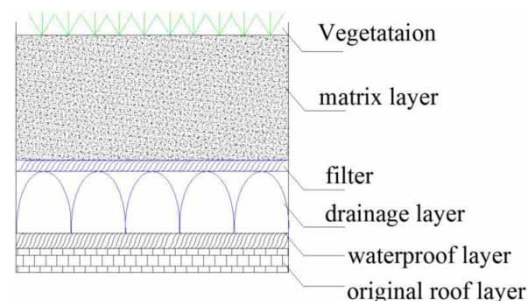 Vegetataion
matrix layer
filter
drainage layer
waterproof layer
original roof layer